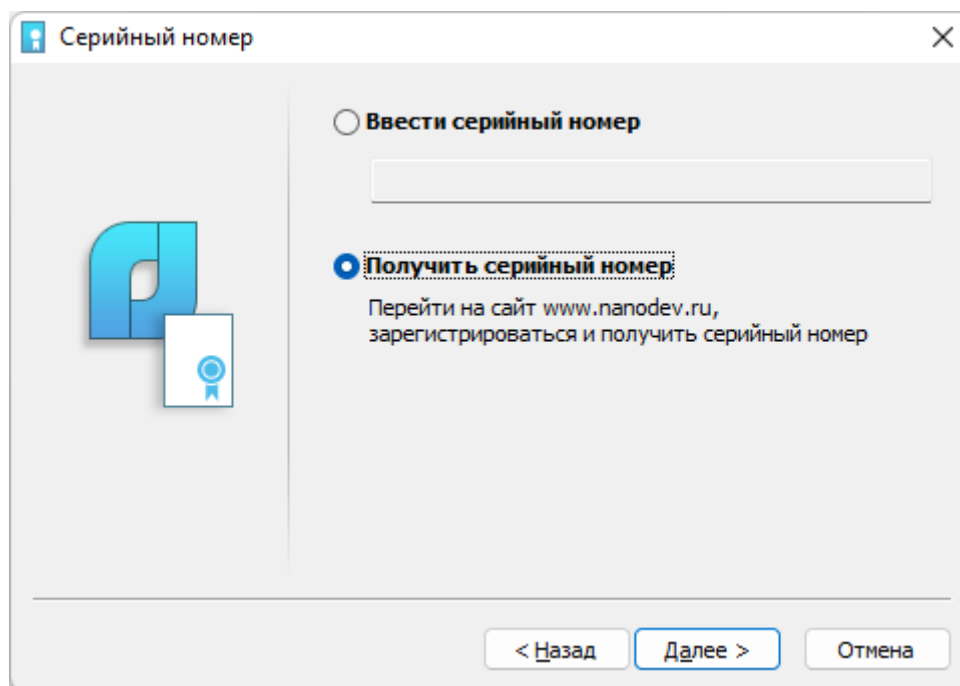 Серийный номер
Ввести серийный номер
Получить серийный номер
Перейти на сайт www.nanodev.ru,
зарегистрироваться и получить серийный номер
< Назад
Далее >
Отмена